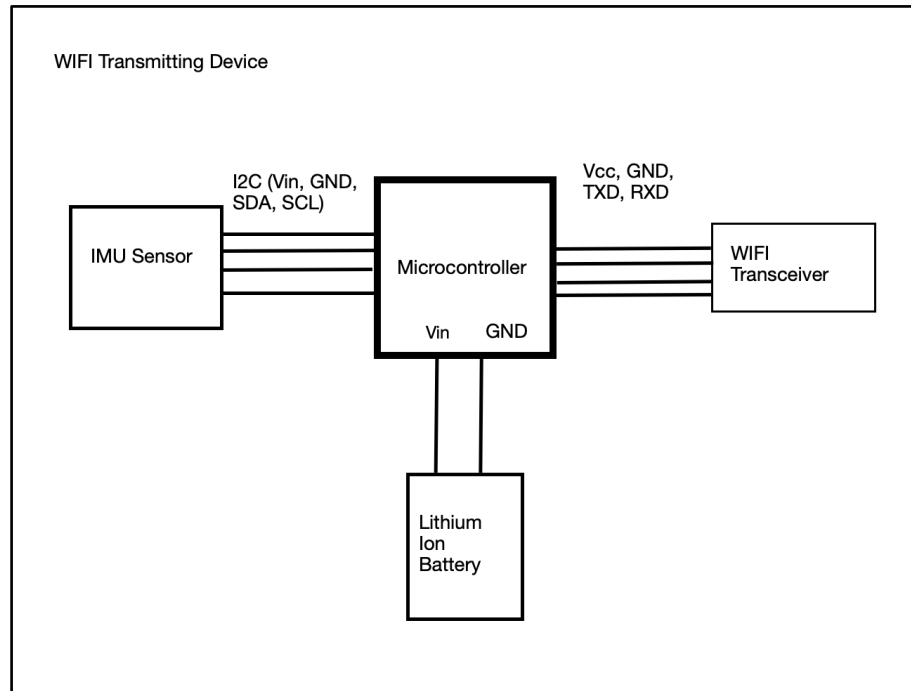 WIFI Transmitting Device
I2C (Vin, GND,
SDA, SCL)
Vcc, GND,
TXD, RXD
IMU Sensor
Microcontroller
WIFI
Transceiver
Vin
GND
Lithium
Ion
Battery